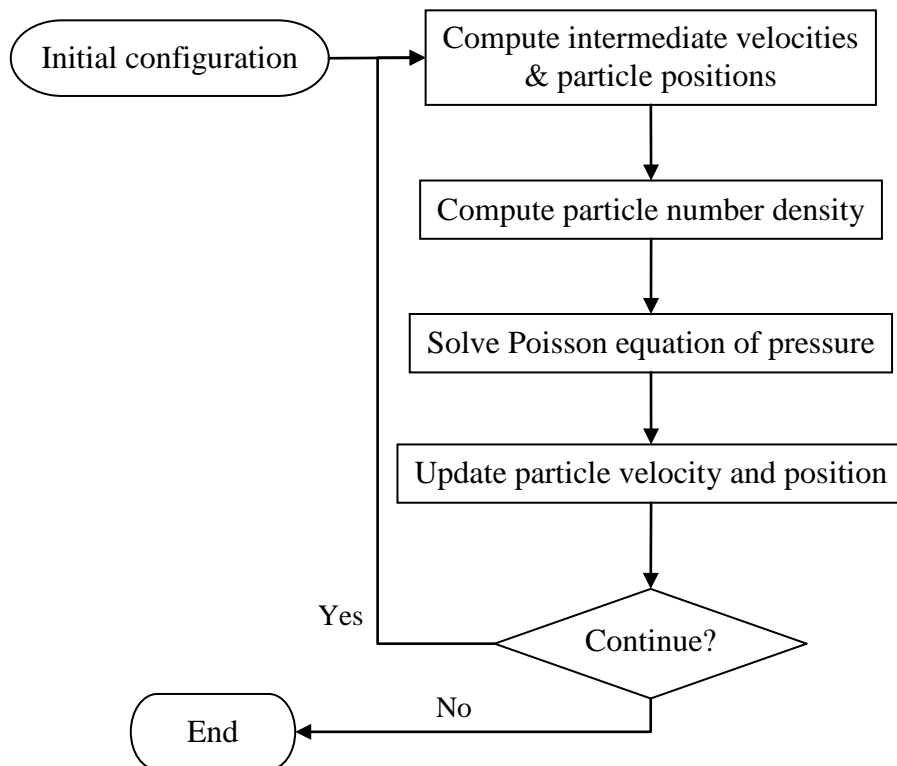 Initial configuration
Compute intermediate velocities
& particle positions
Compute particle number density
Solve Poisson equation of pressure
Update particle velocity and position
Continue?
Yes
No
End